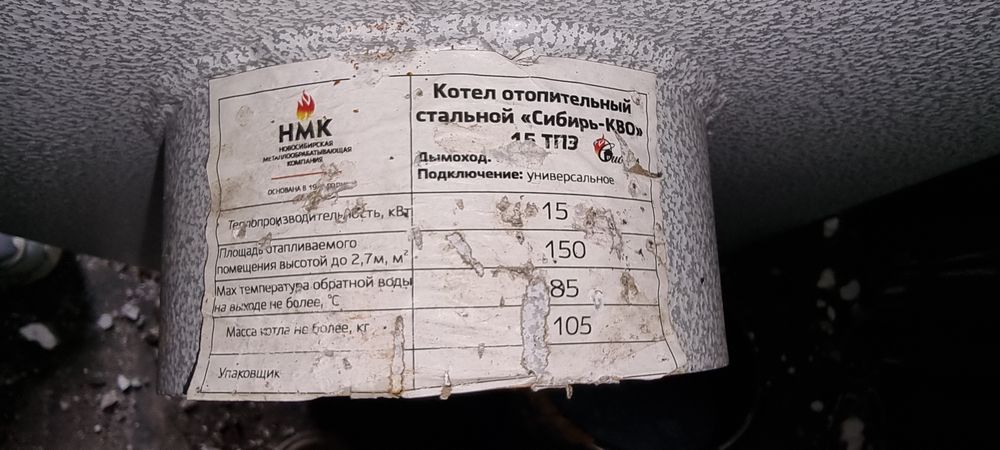 НМК
НОВОСИБИРСКАЯ
МЕТАЛЛООБРАБАТЫВАЮЩАЯ
КОМПАНИЯ
ОСНОВАНА В
Котел отопительный
стальной «Сибирь-КВО»
15 ТПЭ
Дымоход.
Подключение: универсальное
Теплопроизводительность, кВт
15
Площадь отапливаемого
помещения высотой до 2,7м, м²
150
Мах температура обратной воды
на выходе не более, °С
85
Масса котла не более, кг
105
Упаковщик